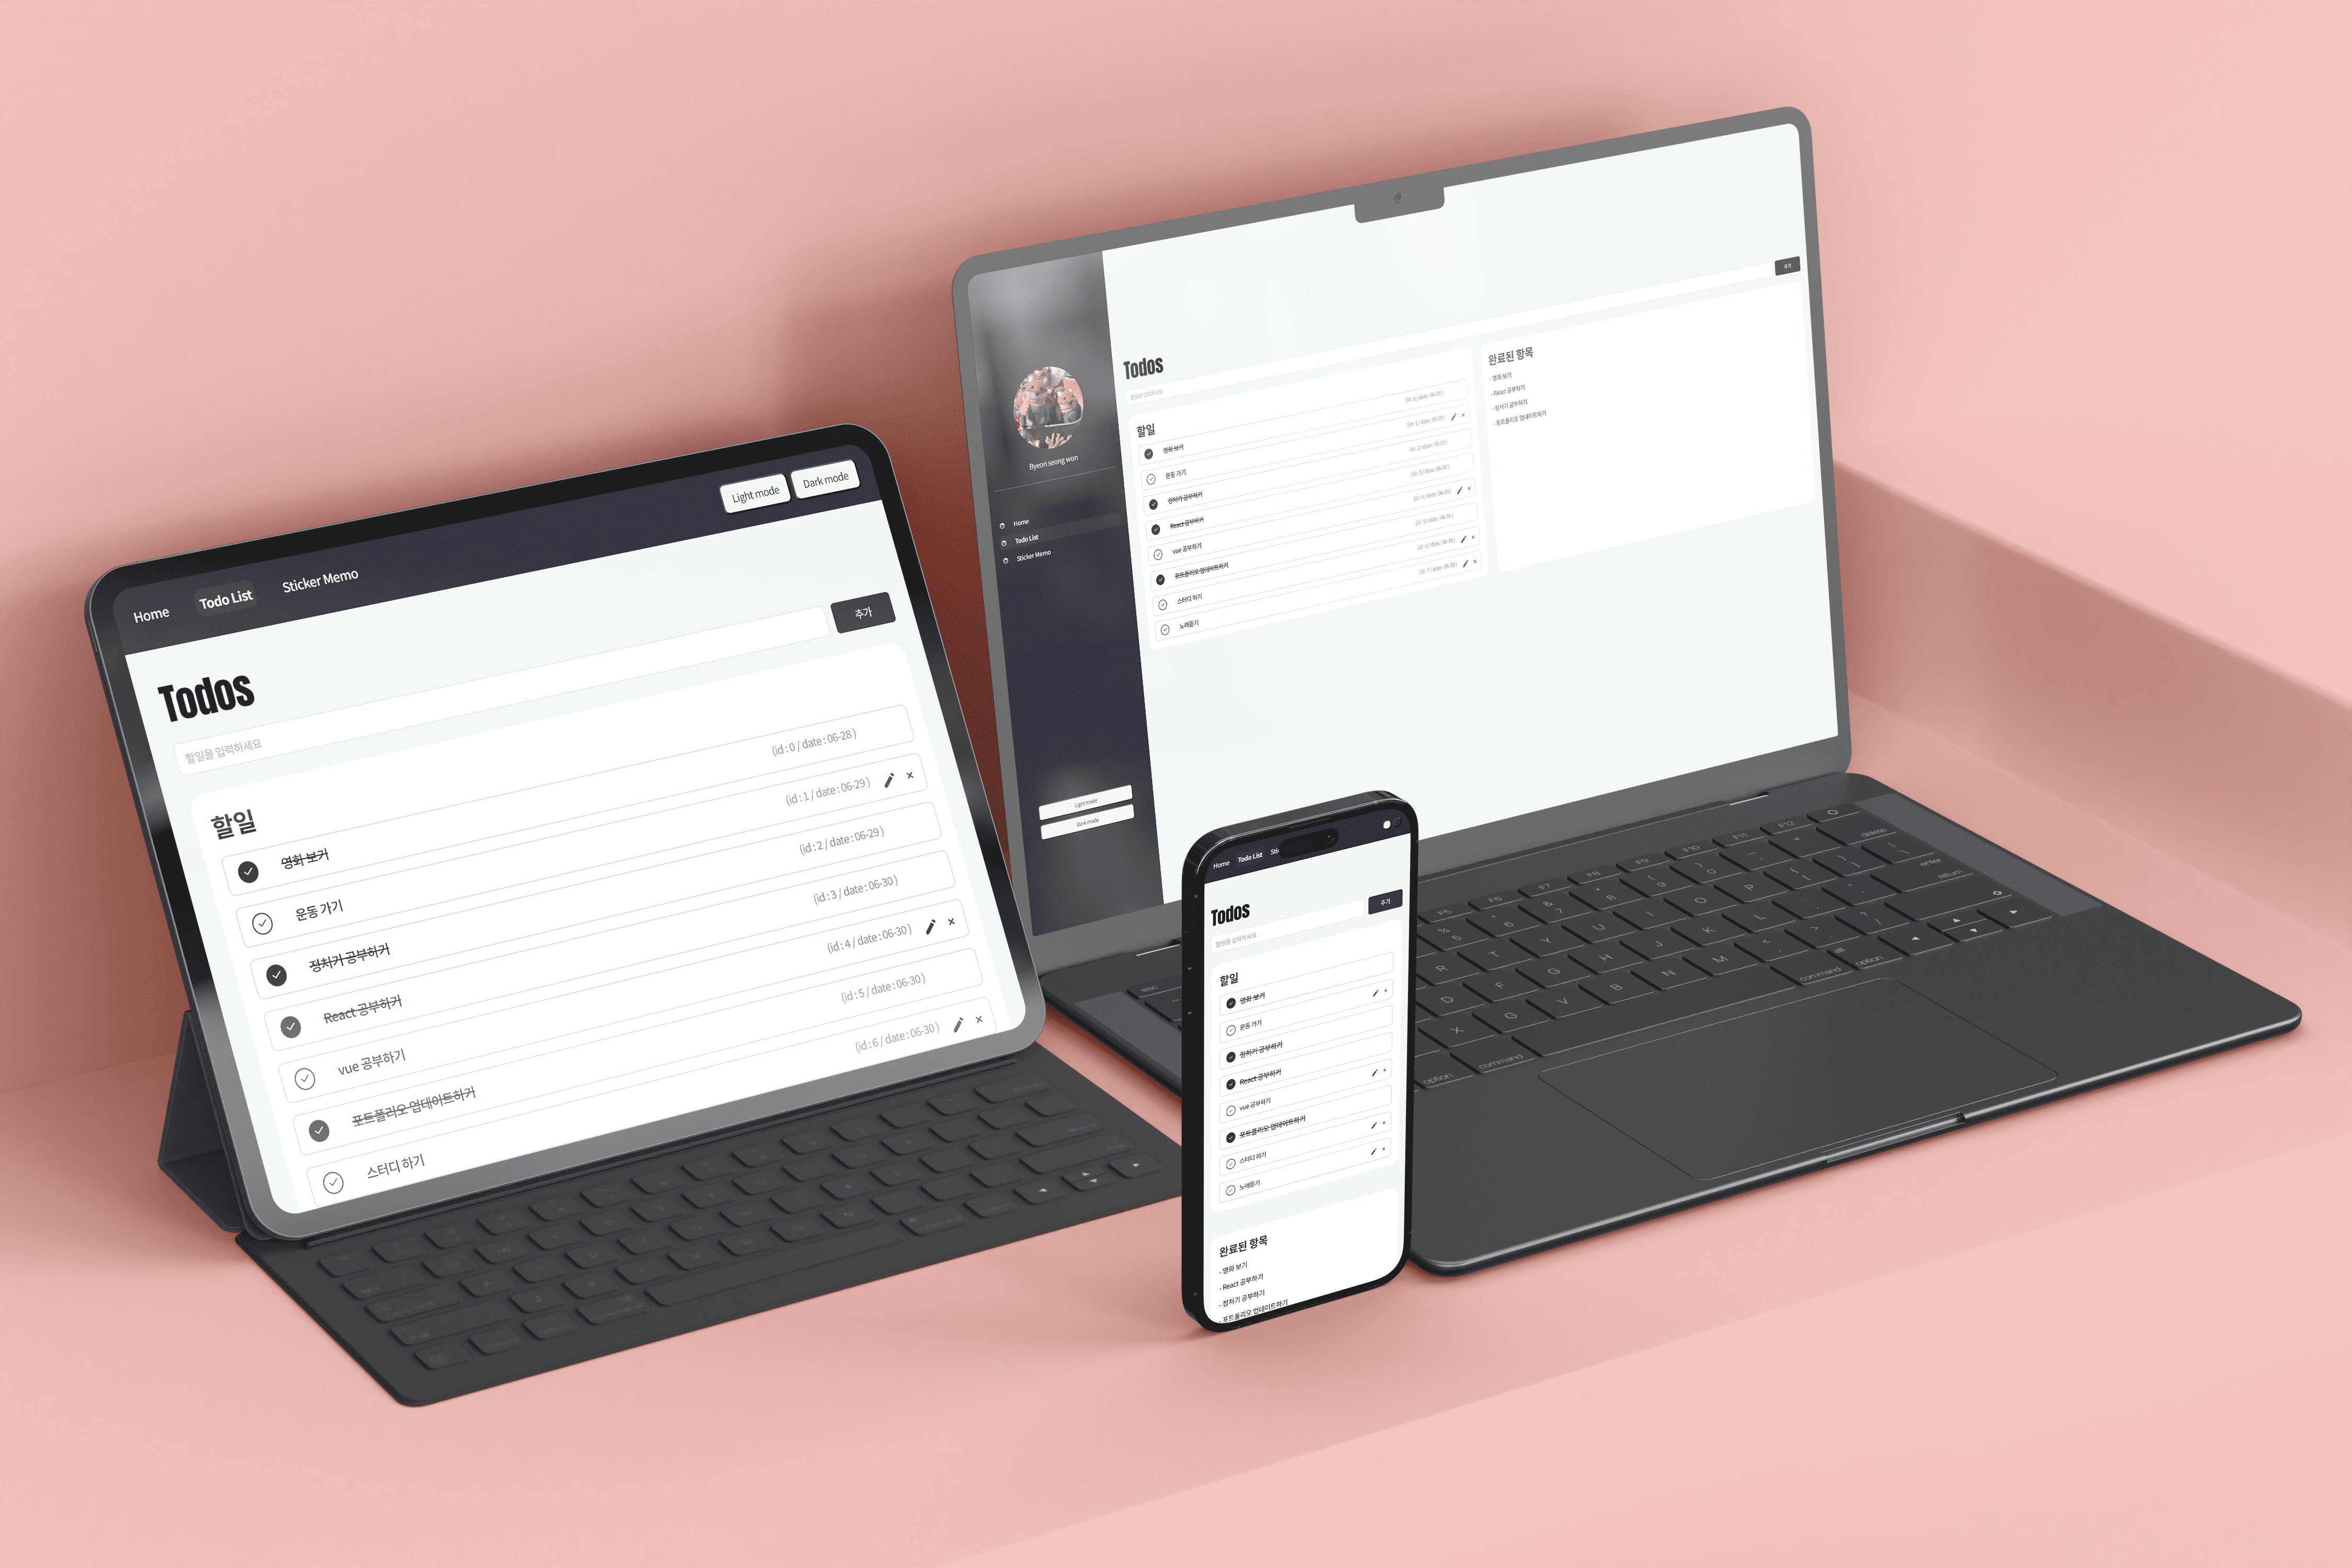 Home Todo List Sticker Memo Light mode Dark mode
Todos
할일을 입력하세요 추가
할일
영화 보기 (id : 0 / date : 06-28 )
운동 가기 (id : 1 / date : 06-29 )
정처기 공부하기 (id : 2 / date : 06-29 )
React 공부하기 (id : 3 / date : 06-30 )
vue 공부하기 (id : 4 / date : 06-30 )
포트폴리오 업데이트하기 (id : 5 / date : 06-30 )
스터디 하기 (id : 6 / date : 06-30 )
Byeon seong won
Home
Todo List
Sticker Memo
Light mode
Dark mode
Todos
할일을 입력하세요 추가
할일
영화 보기
운동 가기
정처기 공부하기
React 공부하기
vue 공부하기
포트폴리오 업데이트하기
스터디 하기
노래듣기
완료된 항목
- 영화 보기
- React 공부하기
- 정처기 공부하기
- 포트폴리오 업데이트하기
Home Todo List
Todos
할일을 입력하세요 추가
할일
영화 보기
운동 가기
정처기 공부하기
React 공부하기
vue 공부하기
포트폴리오 업데이트하기
스터디 하기
노래듣기
완료된 항목
- 영화 보기
- React 공부하기
- 정처기 공부하기
- 포트폴리오 업데이트하기